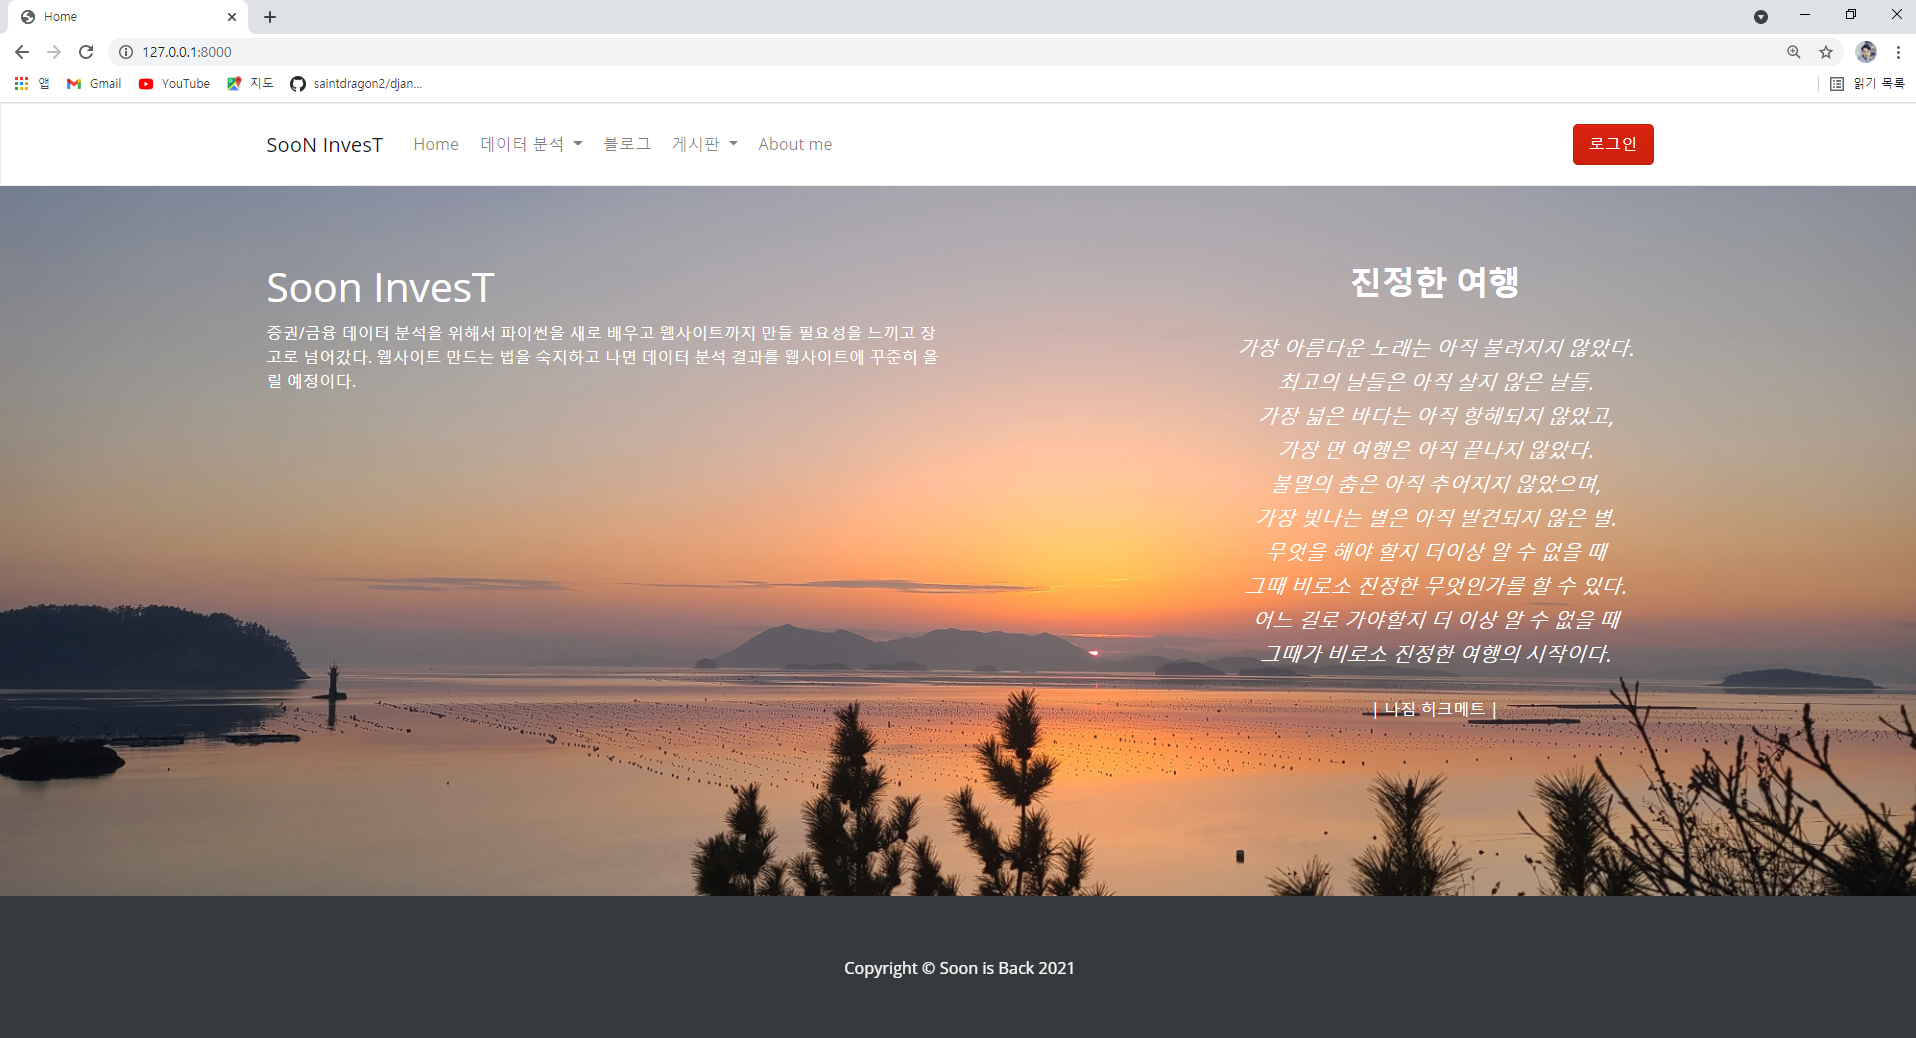 Home
127.0.0.1:8000
앱 Gmail YouTube 지도 saintdragon2/djan... 읽기 목록
SooN InvesT Home 데이터 분석 블로그 게시판 About me 로그인
Soon InvesT
증권/금융 데이터 분석을 위해서 파이썬을 새로 배우고 웹사이트까지 만들 필요성을 느끼고 장
고로 넘어갔다. 웹사이트 만드는 법을 숙지하고 나면 데이터 분석 결과를 웹사이트에 꾸준히 올
릴 예정이다.
진정한 여행
가장 아름다운 노래는 아직 불려지지 않았다.
최고의 날들은 아직 살지 않은 날들.
가장 넓은 바다는 아직 항해되지 않았고,
가장 먼 여행은 아직 끝나지 않았다.
불멸의 춤은 아직 추어지지 않았으며,
가장 빛나는 별은 아직 발견되지 않은 별.
무엇을 해야 할지 더이상 알 수 없을 때
그때 비로소 진정한 무엇인가를 할 수 있다.
어느 길로 가야할지 더 이상 알 수 없을 때
그때가 비로소 진정한 여행의 시작이다.
| 나짐 히크메트 |
Copyright © Soon is Back 2021